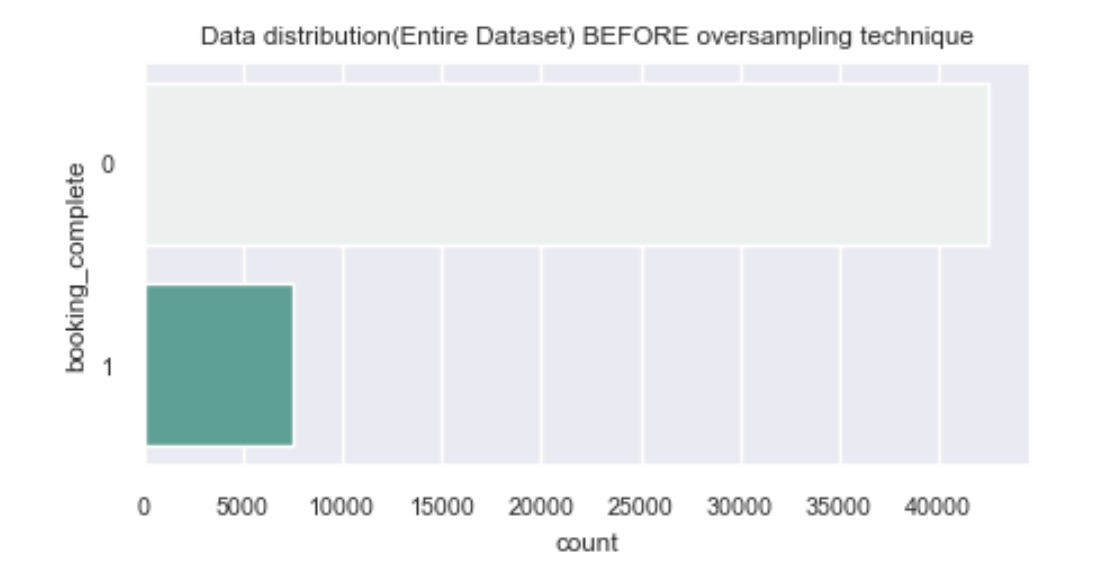 Data distribution(Entire Dataset) BEFORE oversampling technique
booking_complete
0
1
0 5000 10000 15000 20000 25000 30000 35000 40000
count